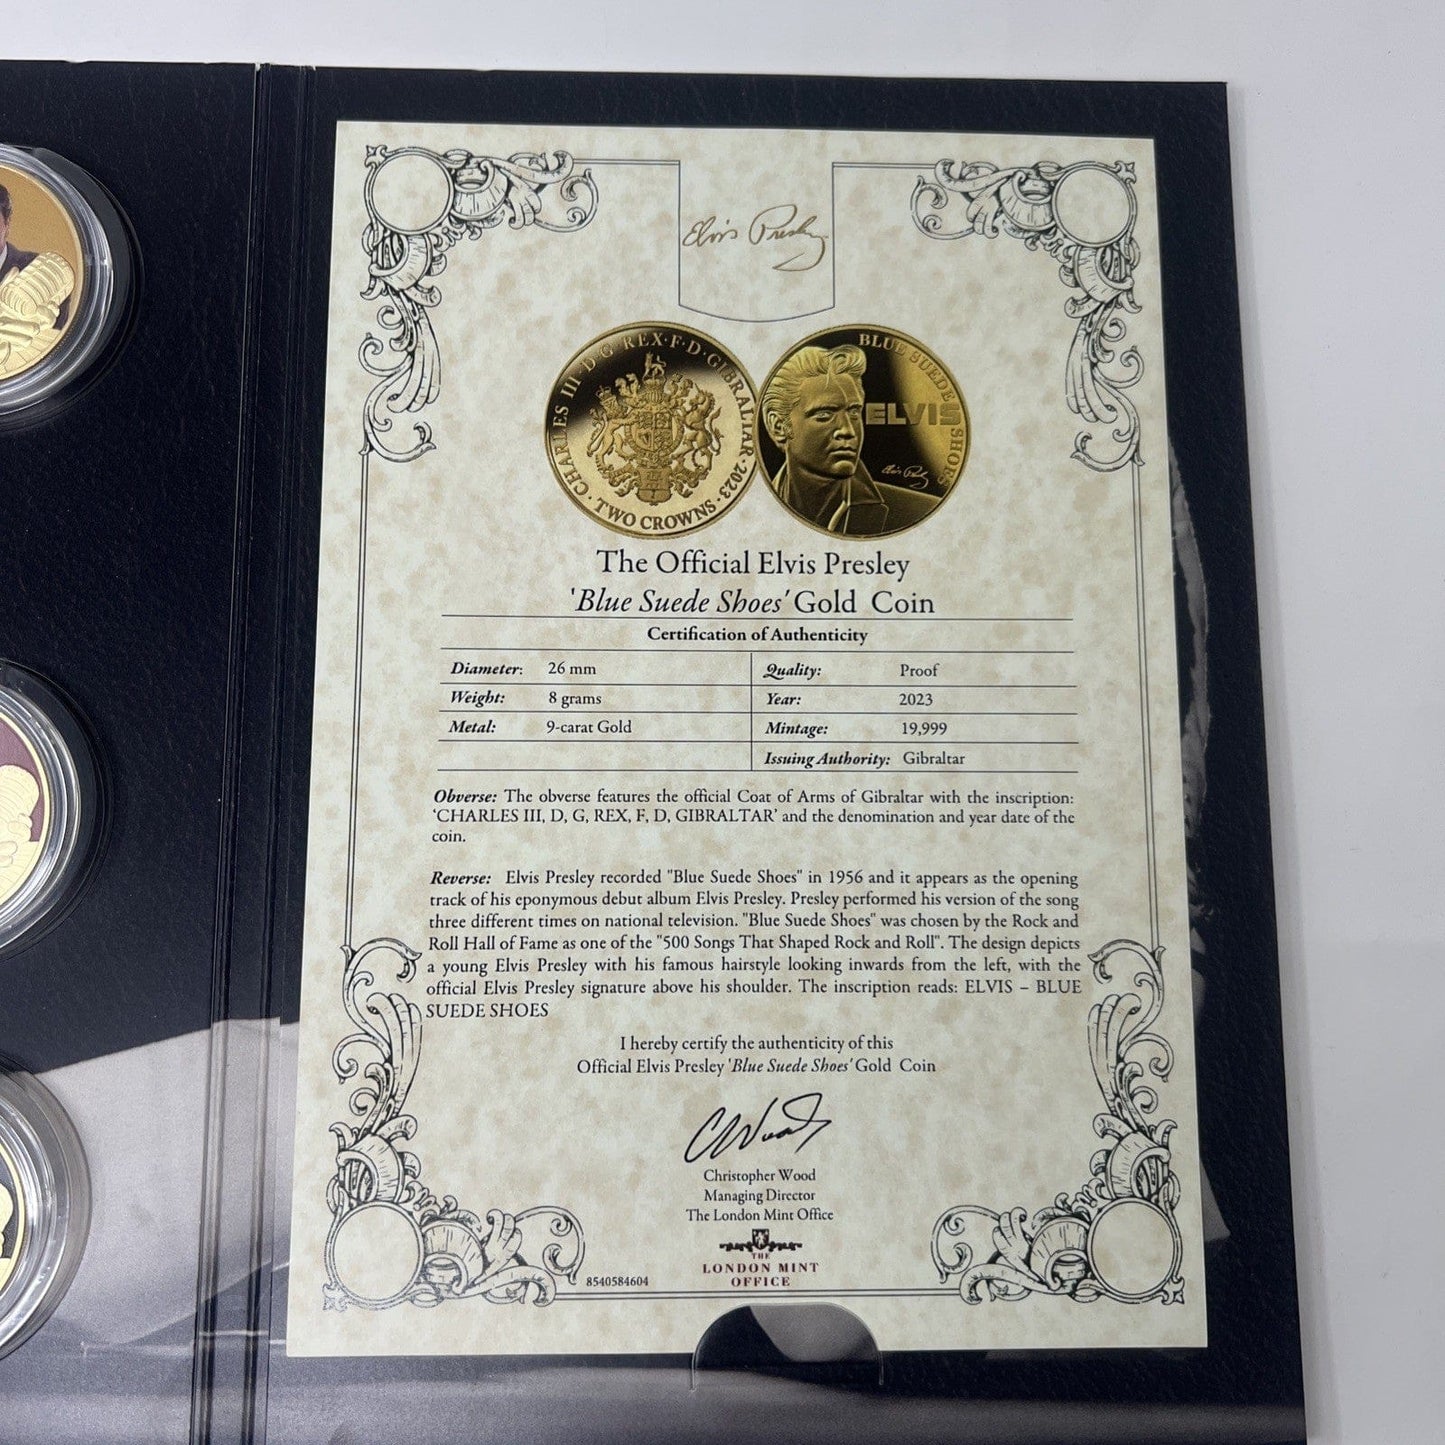 Elvis Presley
CHARLES III · D · G · REX · F · D · GIBRALTAR · 2023
· TWO CROWNS ·
BLUE SUEDE SHOES
ELVIS
Elvis Presley
The Official Elvis Presley
'Blue Suede Shoes' Gold Coin
Certification of Authenticity
Diameter: 26 mm Quality: Proof
Weight: 8 grams Year: 2023
Metal: 9-carat Gold Mintage: 19,999
Issuing Authority: Gibraltar
Obverse: The obverse features the official Coat of Arms of Gibraltar with the inscription:
'CHARLES III, D, G, REX, F, D, GIBRALTAR' and the denomination and year date of the
coin.
Reverse: Elvis Presley recorded "Blue Suede Shoes" in 1956 and it appears as the opening
track of his eponymous debut album Elvis Presley. Presley performed his version of the song
three different times on national television. "Blue Suede Shoes" was chosen by the Rock and
Roll Hall of Fame as one of the "500 Songs That Shaped Rock and Roll". The design depicts
a young Elvis Presley with his famous hairstyle looking inwards from the left, with the
official Elvis Presley signature above his shoulder. The inscription reads: ELVIS – BLUE
SUEDE SHOES
I hereby certify the authenticity of this
Official Elvis Presley 'Blue Suede Shoes' Gold Coin
C Wood
Christopher Wood
Managing Director
The London Mint Office
THE
LONDON MINT
OFFICE
8540584604